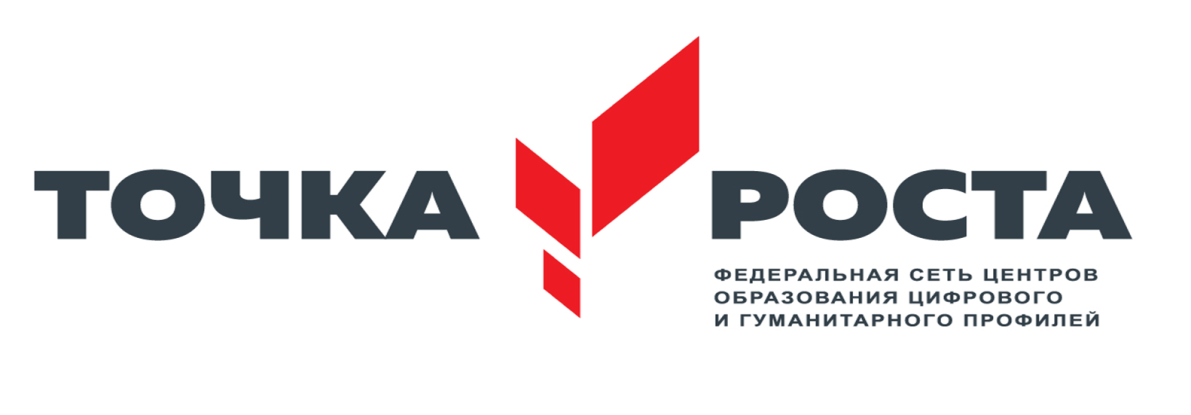 ТОЧКА РОСТА
ФЕДЕРАЛЬНАЯ СЕТЬ ЦЕНТРОВ
ОБРАЗОВАНИЯ ЦИФРОВОГО
И ГУМАНИТАРНОГО ПРОФИЛЕЙ